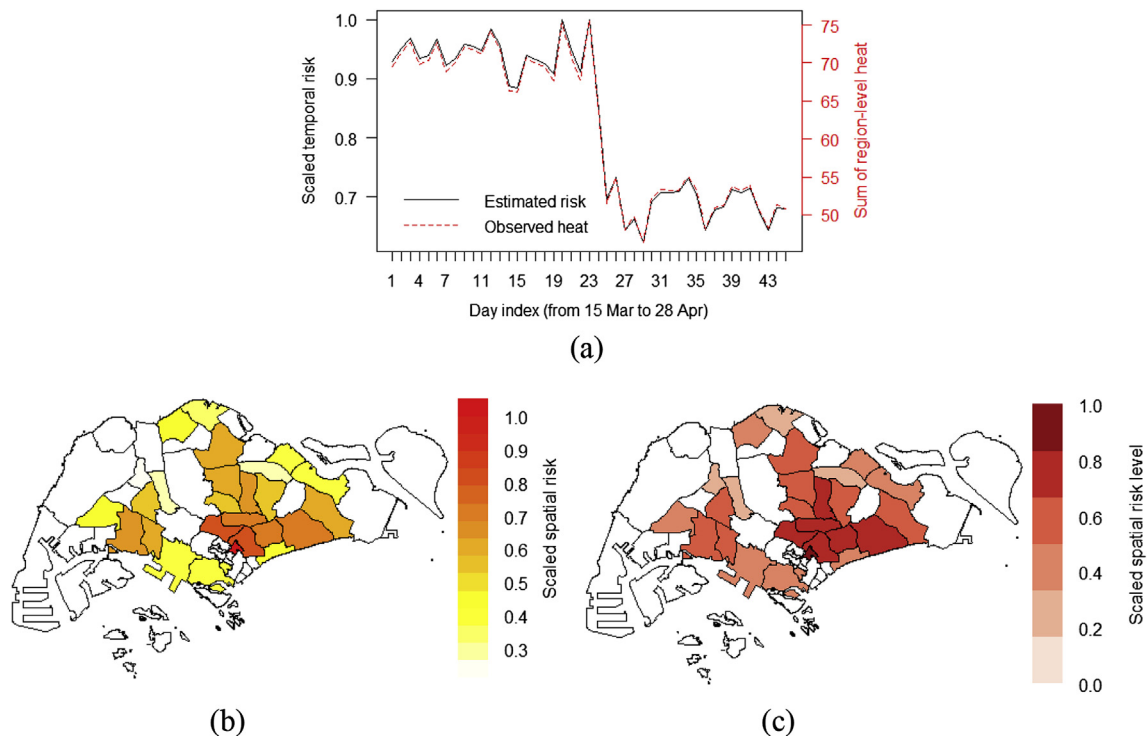 Scaled temporal risk
1.0
0.9
0.8
0.7
75
70
65
60
55
50
Sum of region-level heat
Estimated risk
Observed heat
1 4 7 11 15 19 23 27 31 35 39 43
Day index (from 15 Mar to 28 Apr)
(a)
1.0
0.9
0.8
0.7
0.6
0.5
0.4
0.3
Scaled spatial risk
(b)
1.0
0.8
0.6
0.4
0.2
0.0
Scaled spatial risk level
(c)